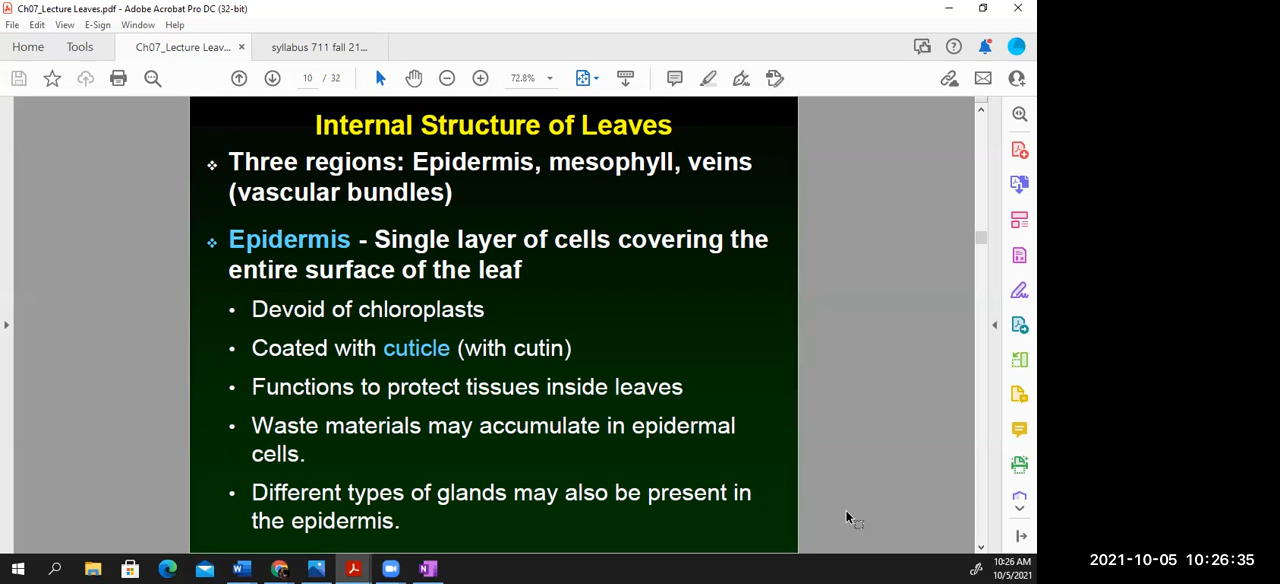 Ch07_Lecture Leaves.pdf - Adobe Acrobat Pro DC (32-bit)
File Edit View E-Sign Window Help
Home Tools Ch07_Lecture Leav... × syllabus 711 fall 21...
10 / 32 72.8%
Internal Structure of Leaves
Three regions: Epidermis, mesophyll, veins
(vascular bundles)
Epidermis - Single layer of cells covering the
entire surface of the leaf
• Devoid of chloroplasts
• Coated with cuticle (with cutin)
• Functions to protect tissues inside leaves
• Waste materials may accumulate in epidermal
cells.
• Different types of glands may also be present in
the epidermis.
10:26 AM
10/5/2021
2021-10-05 10:26:35